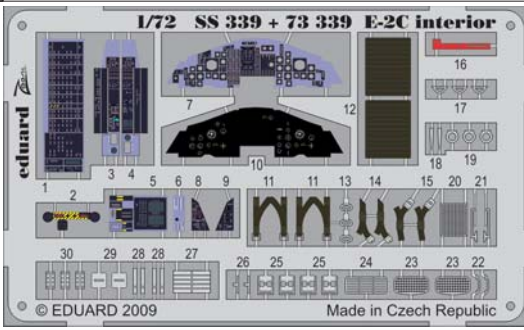 1/72 SS 339 + 73 339 E-2C interior
eduard Zoom
1
3 4
7
10
12
16
17
18 19
2 5 6 8 9 11 11 13 14 15 20 21
30 29 28 28 27 26 25 25 24 23 23 22
© EDUARD 2009 Made in Czech Republic